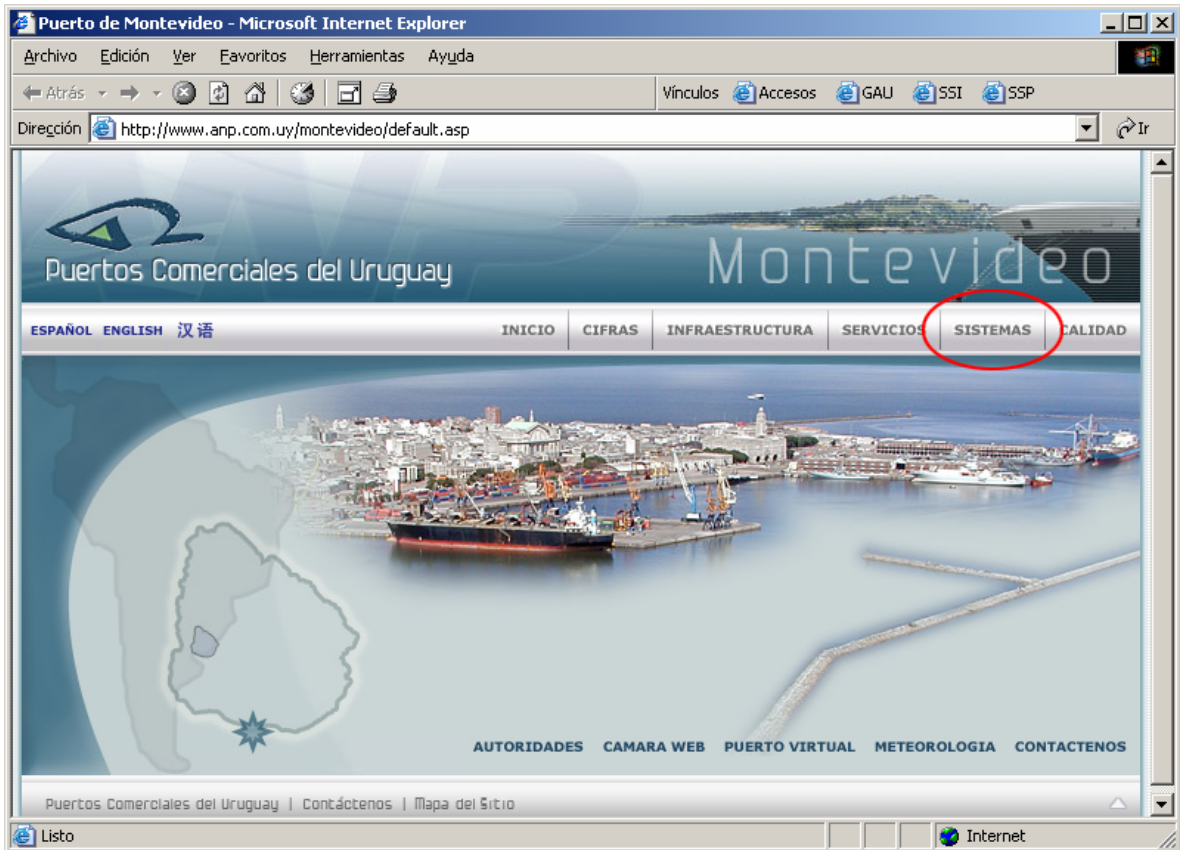 Puerto de Montevideo - Microsoft Internet Explorer
Archivo Edición Ver Favoritos Herramientas Ayuda
Atrás Vínculos Accesos GAU SSI SSP
Dirección http://www.anp.com.uy/montevideo/default.asp Ir
Puertos Comerciales del Uruguay
Montevideo
ESPAÑOL ENGLISH 汉语 INICIO CIFRAS INFRAESTRUCTURA SERVICIOS SISTEMAS CALIDAD
AUTORIDADES CAMARA WEB PUERTO VIRTUAL METEOROLOGIA CONTACTENOS
Puertos Comerciales del Uruguay | Contáctenos | Mapa del Sitio
Listo Internet